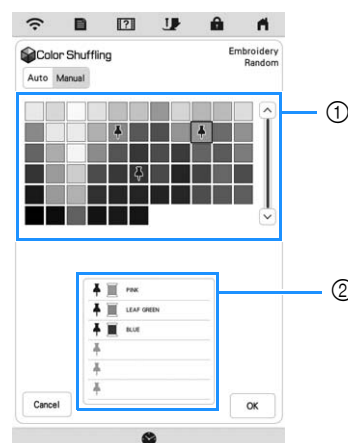 ?
Color Shuffling
Embroidery
Random
Auto Manual
①
②
PINK
LEAF GREEN
BLUE
Cancel
OK